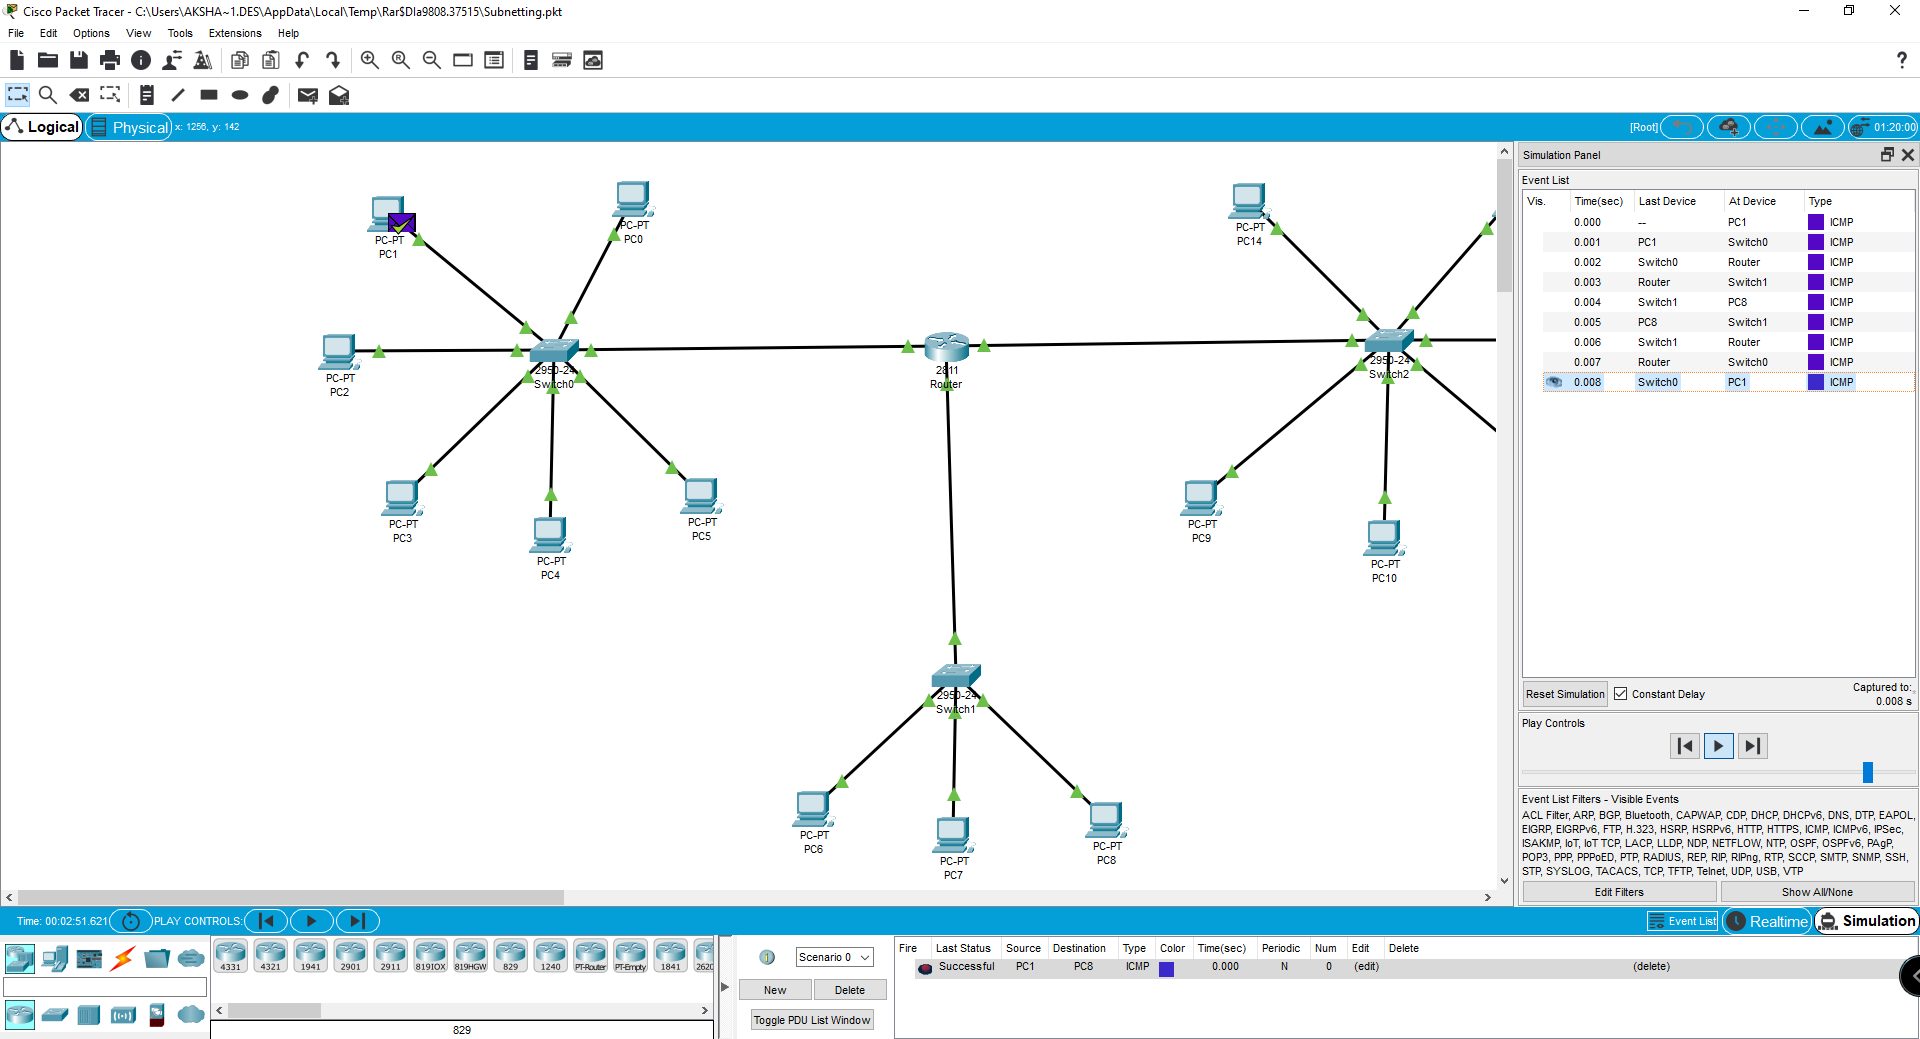 Cisco Packet Tracer - C:\Users\AKSHA~1.DES\AppData\Local\Temp\Rar$DIa9808.37515\Subnetting.pkt
File Edit Options View Tools Extensions Help
Logical Physical x: 1256, y: 142 [Root] 01:20:00
PC-PT
PC1
PC-PT
PC0
PC-PT
PC2
2950-24
Switch0
PC-PT
PC3
PC-PT
PC4
PC-PT
PC5
2811
Router
PC-PT
PC14
2950-24
Switch2
PC-PT
PC9
PC-PT
PC10
2950-24
Switch1
PC-PT
PC6
PC-PT
PC7
PC-PT
PC8
Simulation Panel
Event List
Vis. Time(sec) Last Device At Device Type
0.000 -- PC1 ICMP
0.001 PC1 Switch0 ICMP
0.002 Switch0 Router ICMP
0.003 Router Switch1 ICMP
0.004 Switch1 PC8 ICMP
0.005 PC8 Switch1 ICMP
0.006 Switch1 Router ICMP
0.007 Router Switch0 ICMP
0.008 Switch0 PC1 ICMP
Reset Simulation Constant Delay
Captured to:
0.008 s
Play Controls
Event List Filters - Visible Events
ACL Filter, ARP, BGP, Bluetooth, CAPWAP, CDP, DHCP, DHCPv6, DNS, DTP, EAPOL,
EIGRP, EIGRPv6, FTP, H.323, HSRP, HSRPv6, HTTP, HTTPS, ICMP, ICMPv6, IPSec,
ISAKMP, IoT, IoT TCP, LACP, LLDP, NDP, NETFLOW, NTP, OSPF, OSPFv6, PAgP,
POP3, PPP, PPPoED, PTP, RADIUS, REP, RIP, RIPng, RTP, SCCP, SMTP, SNMP, SSH,
STP, SYSLOG, TACACS, TCP, TFTP, Telnet, UDP, USB, VTP
Edit Filters Show All/None
Time: 00:02:51.621 PLAY CONTROLS: Event List Realtime Simulation
4331 4321 1941 2901 2911 819IOX 819HGW 829 1240 PT-Router PT-Empty 1841 2620
829
Scenario 0
New Delete
Toggle PDU List Window
Fire Last Status Source Destination Type Color Time(sec) Periodic Num Edit Delete
Successful PC1 PC8 ICMP 0.000 N 0 (edit) (delete)